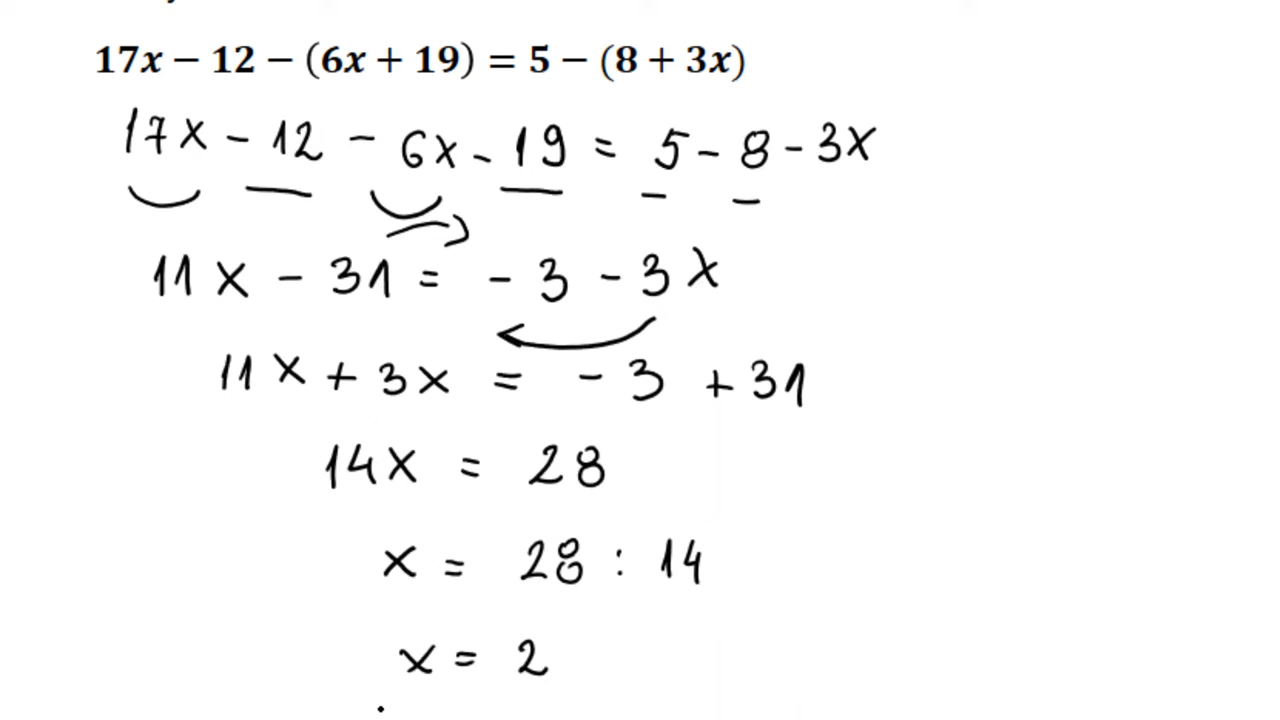 17x − 12 − (6x + 19) = 5 − (8 + 3x)
17x - 12 - 6x - 19 = 5 - 8 - 3x
11x - 31 = - 3 - 3x
11x + 3x = - 3 + 31
14x = 28
x = 28 : 14
x = 2